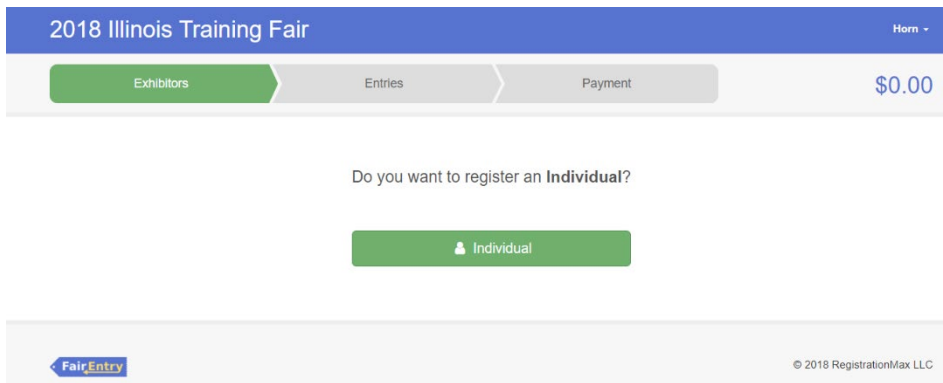 2018 Illinois Training Fair
Horn
Exhibitors
Entries
Payment
$0.00
Do you want to register an Individual?
Individual
FairEntry
© 2018 RegistrationMax LLC